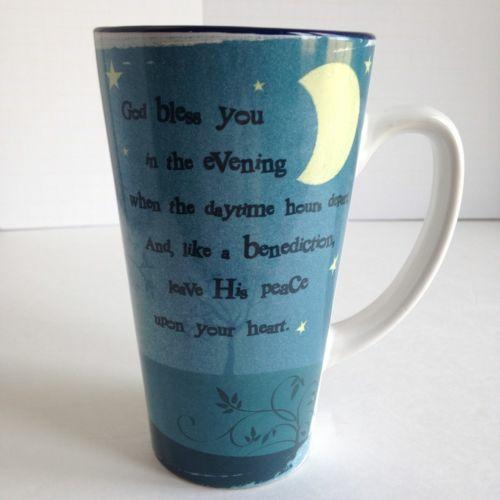 God bless you
in the eVening
when the daytime hours depart
And, like a benediction,
leave His peaCe
upon your heart.